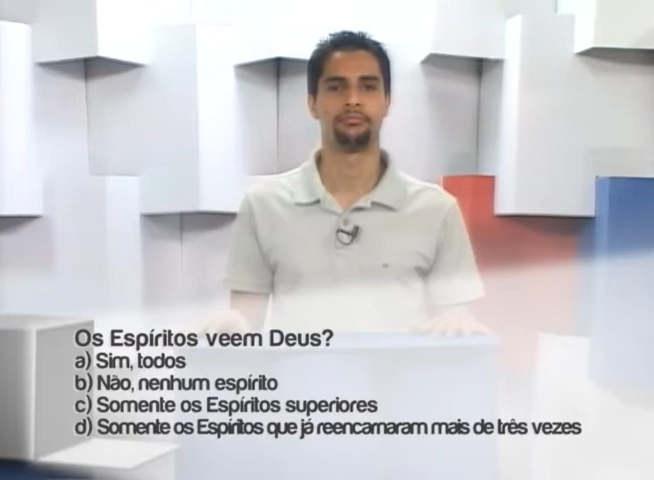 Os Espíritos veem Deus?
a) Sim, todos
b) Não, nenhum espírito
c) Somente os Espíritos superiores
d) Somente os Espíritos que já reencarnaram mais de três vezes